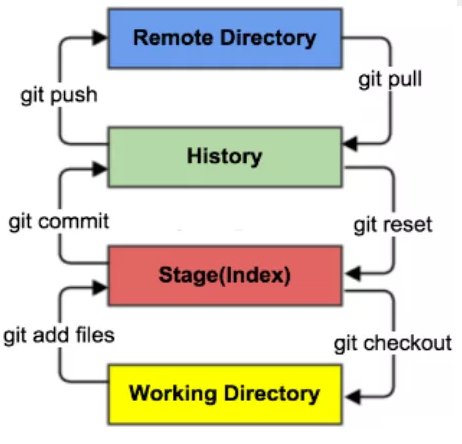 Remote Directory
git pull
git push
History
git commit
git reset
Stage(Index)
git add files
git checkout
Working Directory